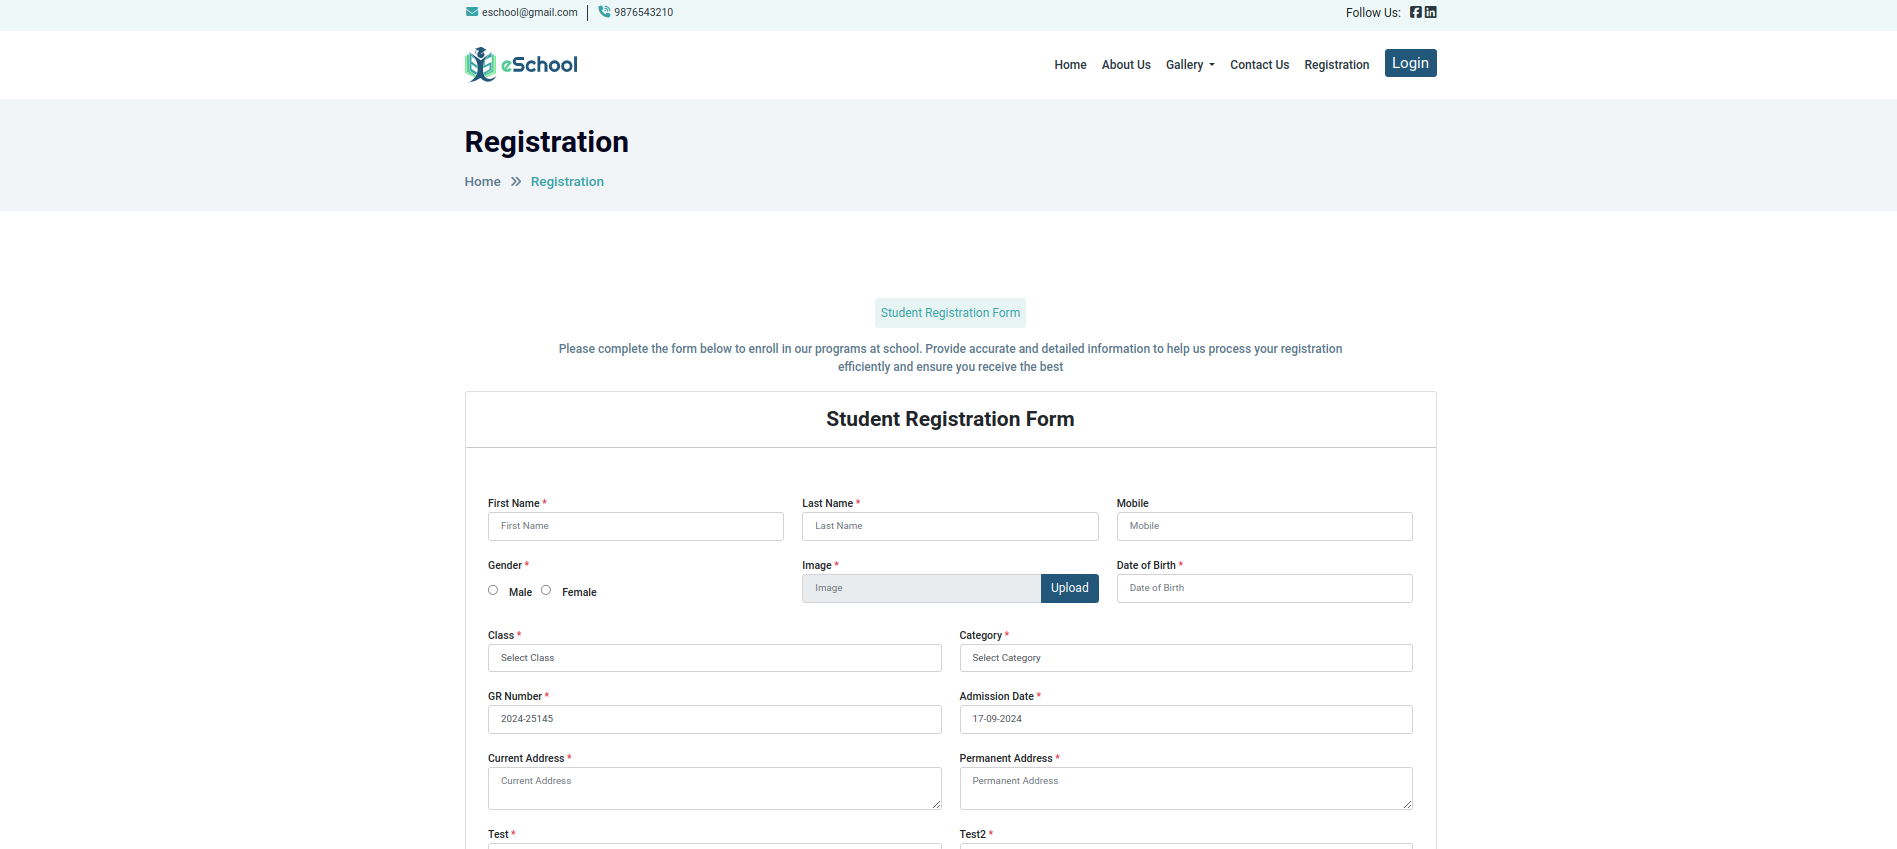 eschool@gmail.com 9876543210 Follow Us:
eSchool Home About Us Gallery Contact Us Registration Login
Registration
Home Registration
Student Registration Form
Please complete the form below to enroll in our programs at school. Provide accurate and detailed information to help us process your registration
efficiently and ensure you receive the best
Student Registration Form
First Name * Last Name * Mobile
First Name Last Name Mobile
Gender * Image * Date of Birth *
Male Female Image Upload Date of Birth
Class * Category *
Select Class Select Category
GR Number * Admission Date *
2024-25145 17-09-2024
Current Address * Permanent Address *
Current Address Permanent Address
Test * Test2 *